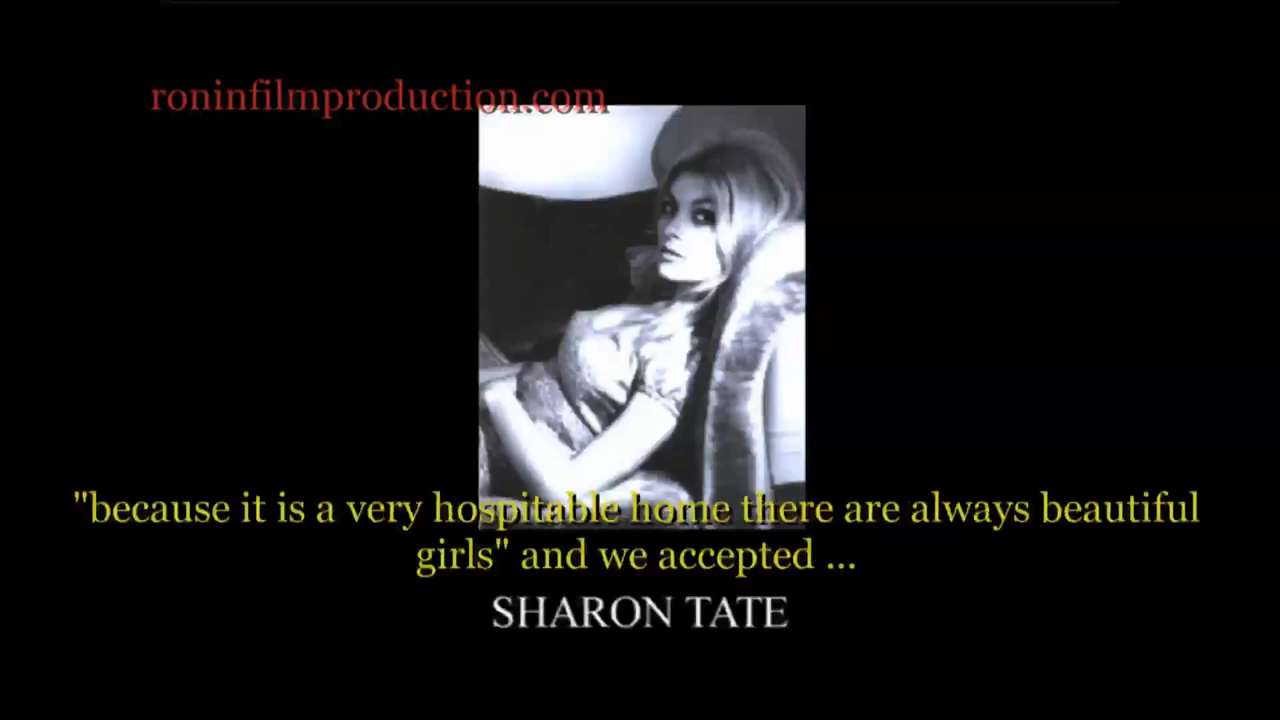 roninfilmproduction.com
"because it is a very hospitable home there are always beautiful
girls" and we accepted ...
SHARON TATE